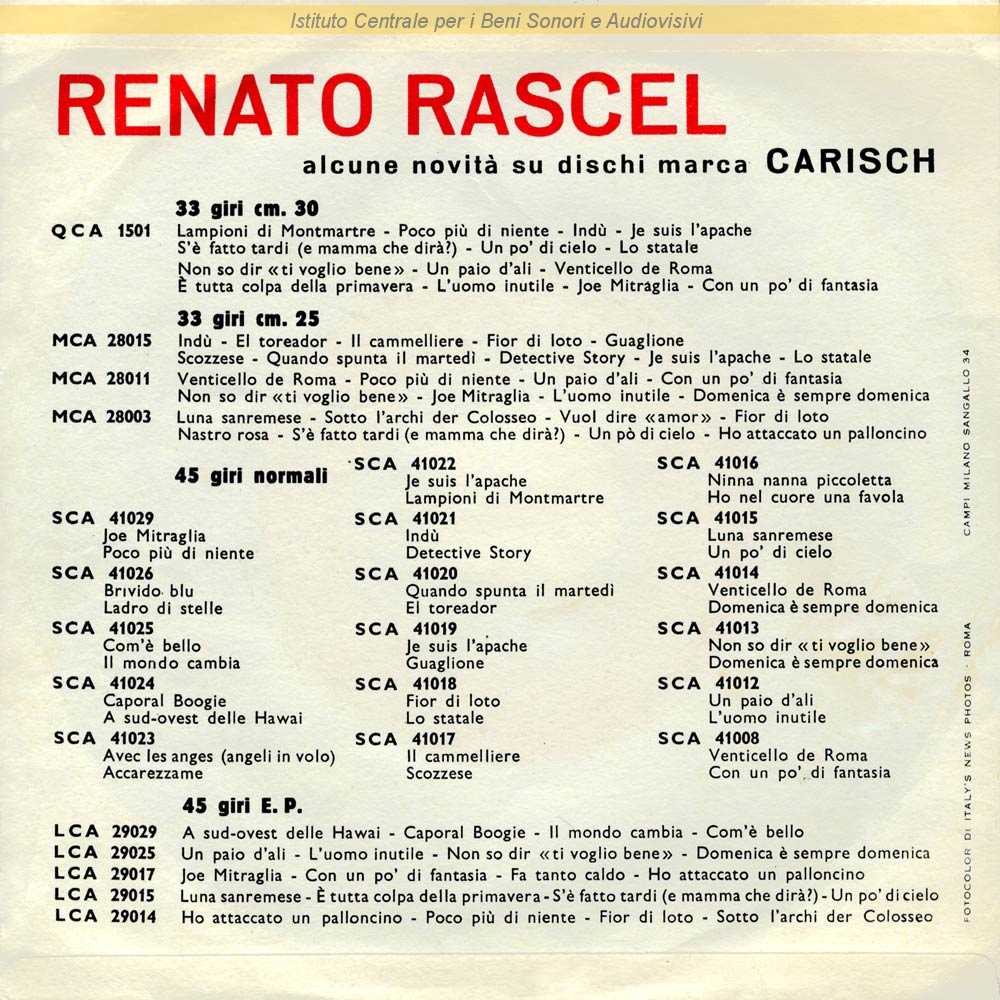 Istituto Centrale per i Beni Sonori e Audiovisivi
RENATO RASCEL
alcune novità su dischi marca CARISCH
33 giri cm. 30
QCA 1501 Lampioni di Montmartre - Poco più di niente - Indù - Je suis l'apache
S'è fatto tardi (e mamma che dirà?) - Un po' di cielo - Lo statale
Non so dir «ti voglio bene» - Un paio d'ali - Venticello de Roma
È tutta colpa della primavera - L'uomo inutile - Joe Mitraglia - Con un po' di fantasia
33 giri cm. 25
MCA 28015 Indù - El toreador - Il cammelliere - Fior di loto - Guaglione
Scozzese - Quando spunta il martedì - Detective Story - Je suis l'apache - Lo statale
MCA 28011 Venticello de Roma - Poco più di niente - Un paio d'ali - Con un po' di fantasia
Non so dir «ti voglio bene» - Joe Mitraglia - L'uomo inutile - Domenica è sempre domenica
MCA 28003 Luna sanremese - Sotto l'archi der Colosseo - Vuol dire «amor» - Fior di loto
Nastro rosa - S'è fatto tardi (e mamma che dirà?) - Un pò di cielo - Ho attaccato un palloncino
45 giri normali
SCA 41029
Joe Mitraglia
Poco più di niente
SCA 41026
Brivido blu
Ladro di stelle
SCA 41025
Com'è bello
Il mondo cambia
SCA 41024
Caporal Boogie
A sud-ovest delle Hawai
SCA 41023
Avec les anges (angeli in volo)
Accarezzame
SCA 41022
Je suis l'apache
Lampioni di Montmartre
SCA 41021
Indù
Detective Story
SCA 41020
Quando spunta il martedì
El toreador
SCA 41019
Je suis l'apache
Guaglione
SCA 41018
Fior di loto
Lo statale
SCA 41017
Il cammelliere
Scozzese
SCA 41016
Ninna nanna piccoletta
Ho nel cuore una favola
SCA 41015
Luna sanremese
Un po' di cielo
SCA 41014
Venticello de Roma
Domenica è sempre domenica
SCA 41013
Non so dir «ti voglio bene»
Domenica è sempre domenica
SCA 41012
Un paio d'ali
L'uomo inutile
SCA 41008
Venticello de Roma
Con un po' di fantasia
45 giri E. P.
LCA 29029 A sud-ovest delle Hawai - Caporal Boogie - Il mondo cambia - Com'è bello
LCA 29025 Un paio d'ali - L'uomo inutile - Non so dir «ti voglio bene» - Domenica è sempre domenica
LCA 29017 Joe Mitraglia - Con un po' di fantasia - Fa tanto caldo - Ho attaccato un palloncino
LCA 29015 Luna sanremese - È tutta colpa della primavera - S'è fatto tardi (e mamma che dirà?) - Un po' di cielo
LCA 29014 Ho attaccato un palloncino - Poco più di niente - Fior di loto - Sotto l'archi der Colosseo
FOTOCOLOR DI ITALY'S NEWS PHOTOS - ROMA CAMPI MILANO SANGALLO 34